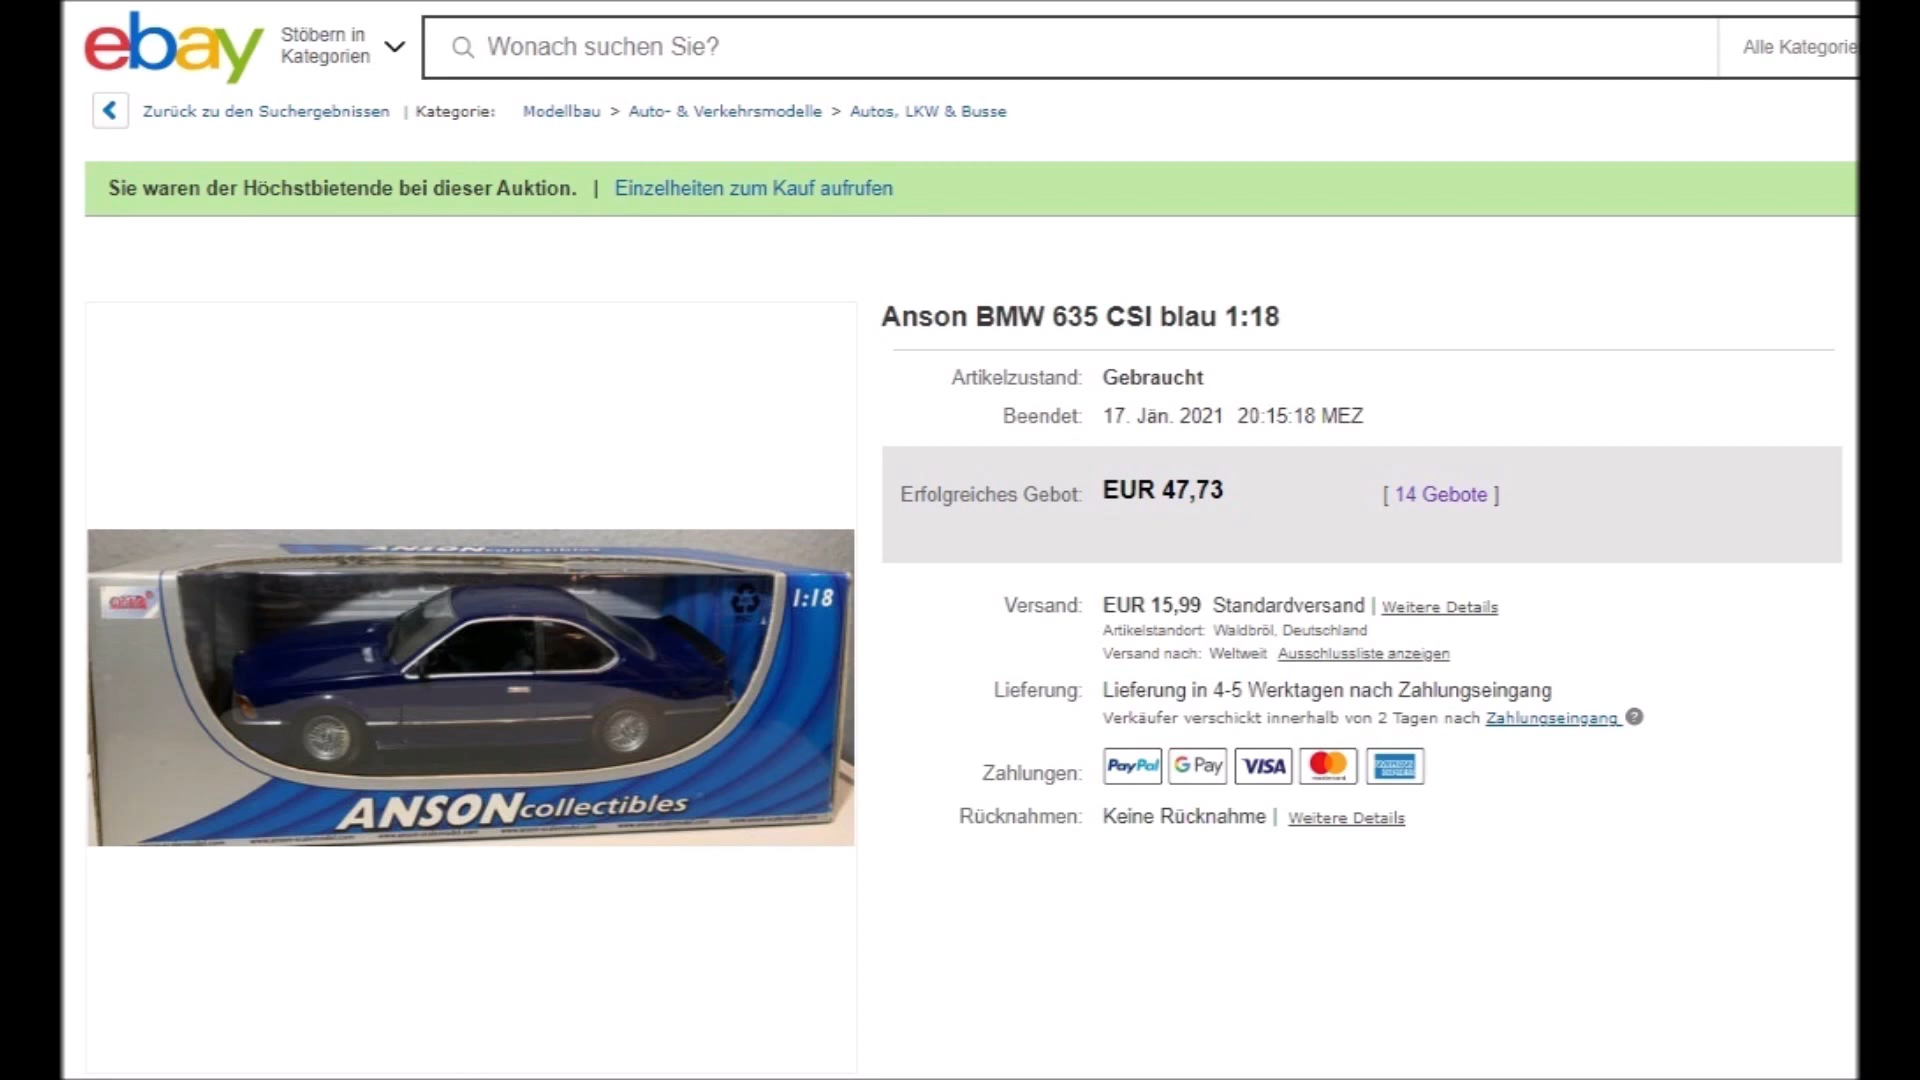 ebay
Stöbern in
Kategorien
Wonach suchen Sie?
Alle Kategorie
Zurück zu den Suchergebnissen | Kategorie: Modellbau > Auto- & Verkehrsmodelle > Autos, LKW & Busse
Sie waren der Höchstbietende bei dieser Auktion. | Einzelheiten zum Kauf aufrufen
Anson BMW 635 CSI blau 1:18
Artikelzustand: Gebraucht
Beendet: 17. Jän. 2021 20:15:18 MEZ
Erfolgreiches Gebot: EUR 47,73 [ 14 Gebote ]
Versand: EUR 15,99 Standardversand | Weitere Details
Artikelstandort: Waldbröl, Deutschland
Versand nach: Weltweit Ausschlussliste anzeigen
Lieferung: Lieferung in 4-5 Werktagen nach Zahlungseingang
Verkäufer verschickt innerhalb von 2 Tagen nach Zahlungseingang ?
Zahlungen: PayPal G Pay VISA mastercard AMERICAN EXPRESS
Rücknahmen: Keine Rücknahme | Weitere Details
ANSONcollectibles
1:18
ANSONcollectibles